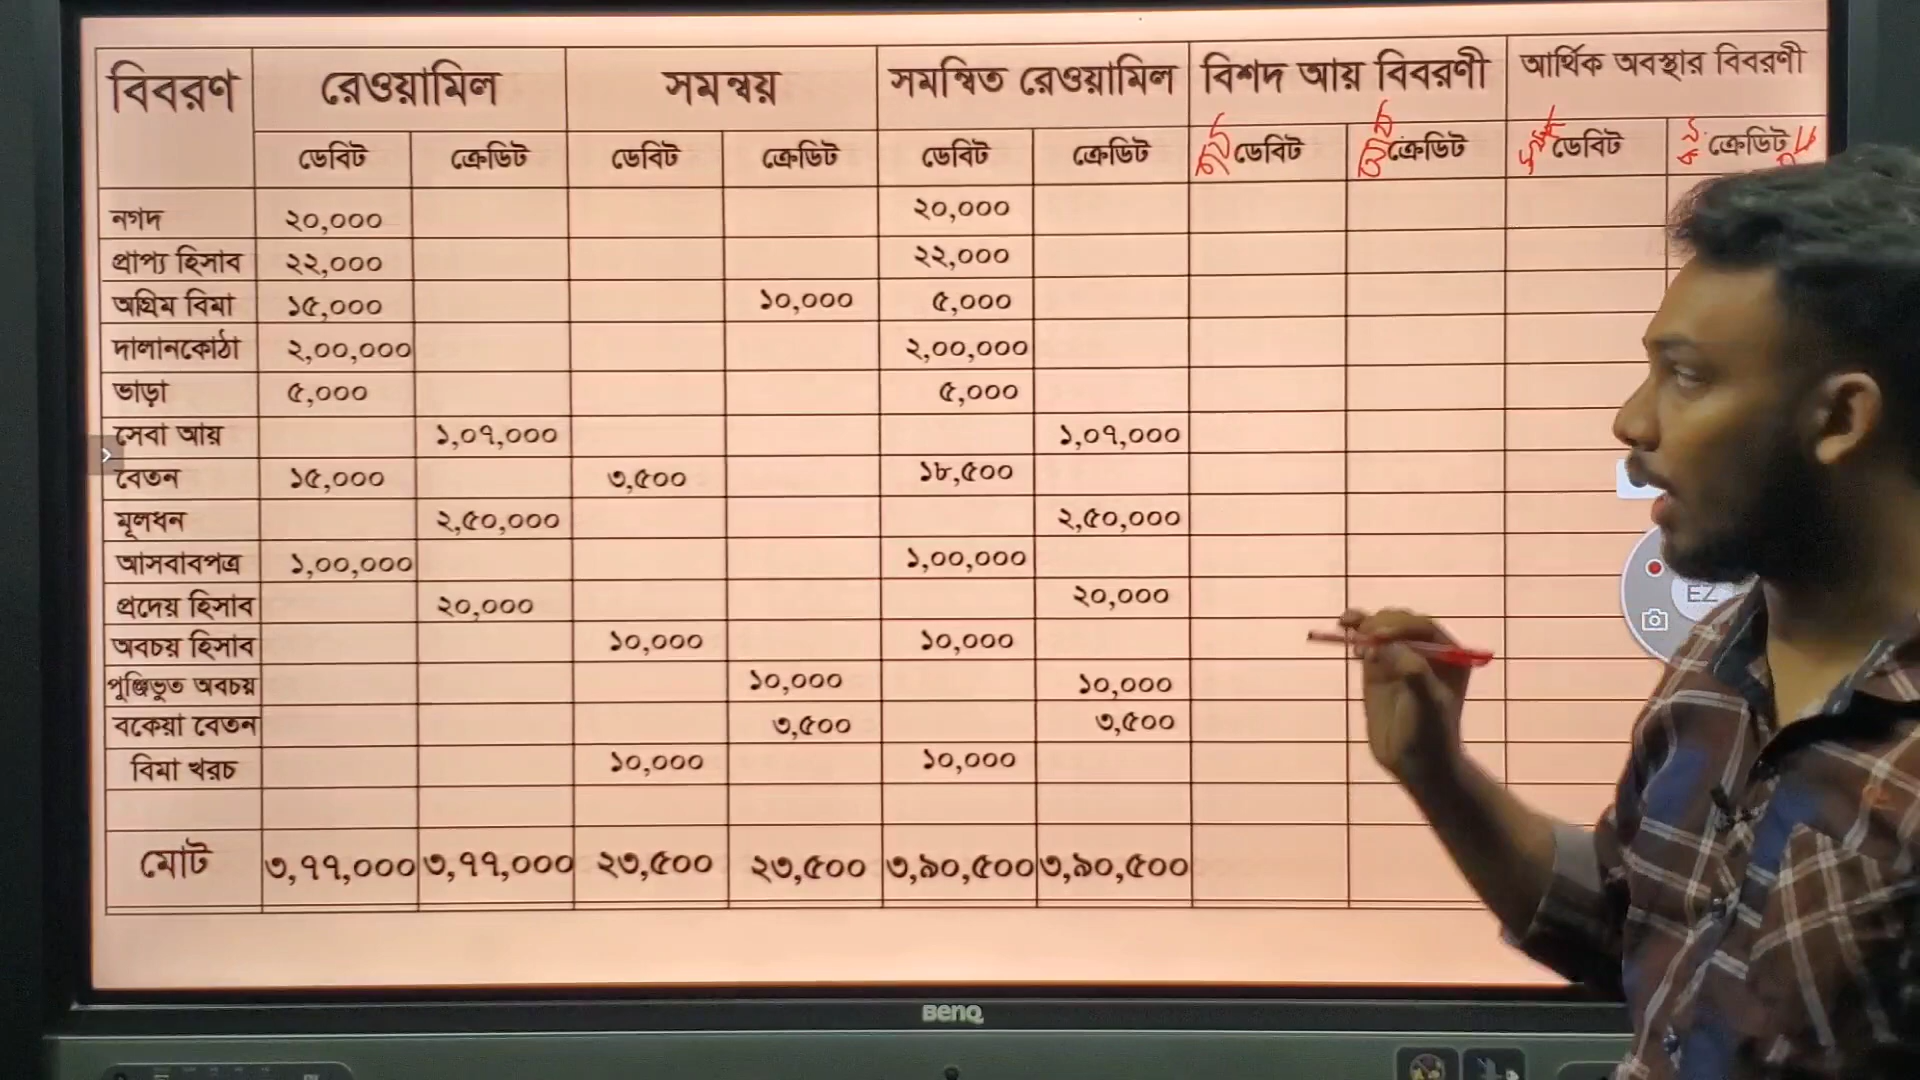 বিবরণ রেওয়ামিল সমন্বয় সমন্বিত রেওয়ামিল বিশদ আয় বিবরণী আর্থিক অবস্থার বিবরণী
ডেবিট ক্রেডিট ডেবিট ক্রেডিট ডেবিট ক্রেডিট ডেবিট ক্রেডিট ডেবিট ক্রেডিট
নগদ ২০,০০০ ২০,০০০
প্রাপ্য হিসাব ২২,০০০ ২২,০০০
অগ্রিম বিমা ১৫,০০০ ১০,০০০ ৫,০০০
দালানকোঠা ২,০০,০০০ ২,০০,০০০
ভাড়া ৫,০০০ ৫,০০০
সেবা আয় ১,০৭,০০০ ১,০৭,০০০
বেতন ১৫,০০০ ৩,৫০০ ১৮,৫০০
মূলধন ২,৫০,০০০ ২,৫০,০০০
আসবাবপত্র ১,০০,০০০ ১,০০,০০০
প্রদেয় হিসাব ২০,০০০ ২০,০০০
অবচয় হিসাব ১০,০০০ ১০,০০০
পুঞ্জিভুত অবচয় ১০,০০০ ১০,০০০
বকেয়া বেতন ৩,৫০০ ৩,৫০০
বিমা খরচ ১০,০০০ ১০,০০০
মোট ৩,৭৭,০০০ ৩,৭৭,০০০ ২৩,৫০০ ২৩,৫০০ ৩,৯০,৫০০ ৩,৯০,৫০০
EZ
BenQ